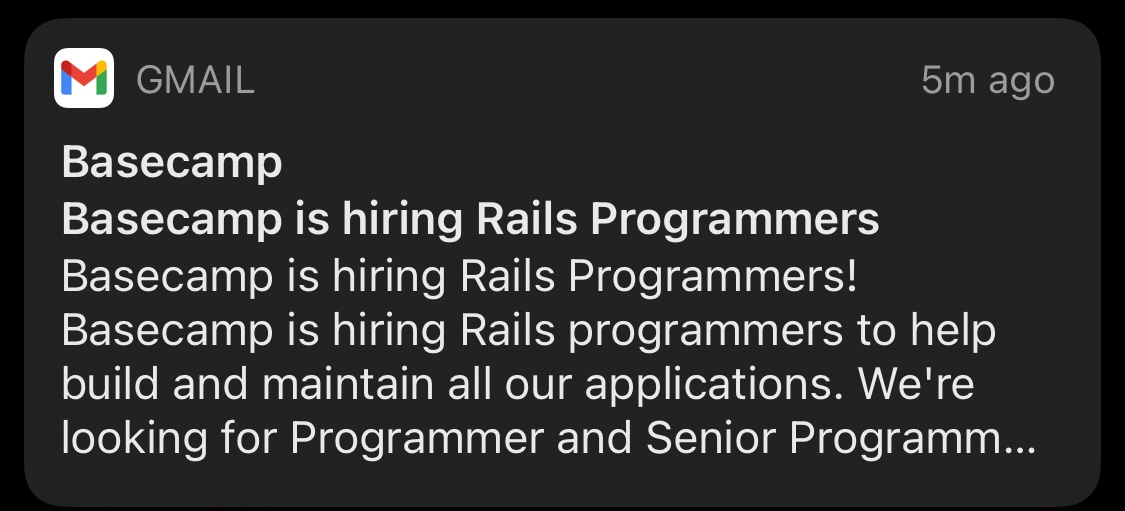 GMAIL
5m ago
Basecamp
Basecamp is hiring Rails Programmers
Basecamp is hiring Rails Programmers!
Basecamp is hiring Rails programmers to help
build and maintain all our applications. We're
looking for Programmer and Senior Programm...